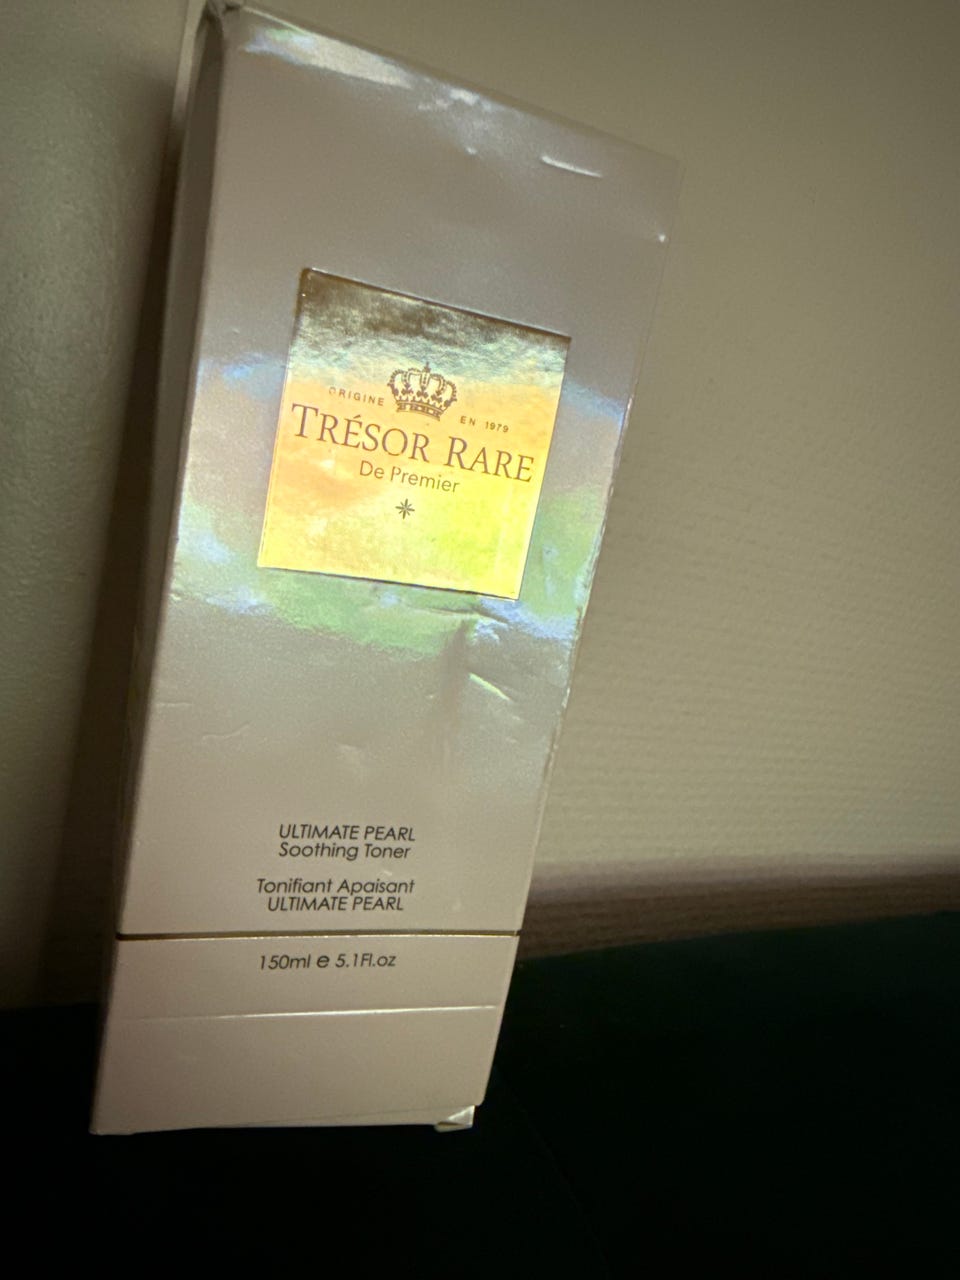 ORIGINE EN 1979
TRÉSOR RARE
De Premier
ULTIMATE PEARL
Soothing Toner
Tonifiant Apaisant
ULTIMATE PEARL
150ml e 5.1Fl.oz